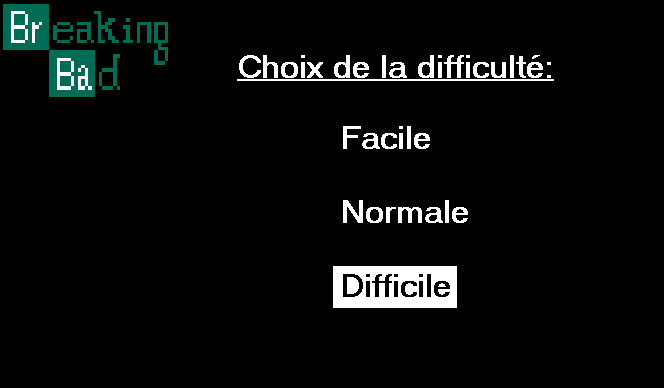 Breaking
Bad
Choix de la difficulté:
Facile
Normale
Difficile